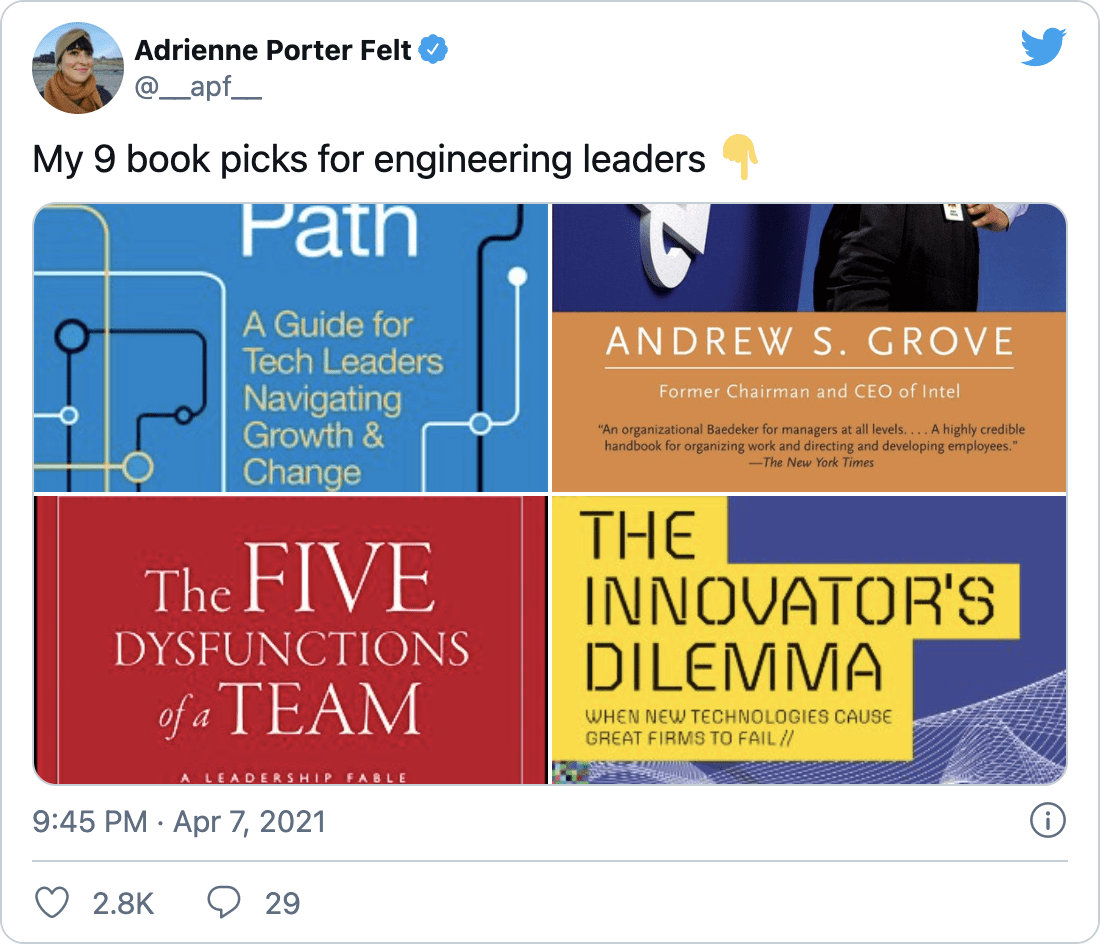 Adrienne Porter Felt
@__apf__
My 9 book picks for engineering leaders 👇
Path
A Guide for
Tech Leaders
Navigating
Growth &
Change
ANDREW S. GROVE
Former Chairman and CEO of Intel
“An organizational Baedeker for managers at all levels. . . . A highly credible
handbook for organizing work and directing and developing employees.”
—The New York Times
The FIVE
DYSFUNCTIONS
of a TEAM
A LEADERSHIP FABLE
THE
INNOVATOR'S
DILEMMA
WHEN NEW TECHNOLOGIES CAUSE
GREAT FIRMS TO FAIL //
9:45 PM · Apr 7, 2021
2.8K 29